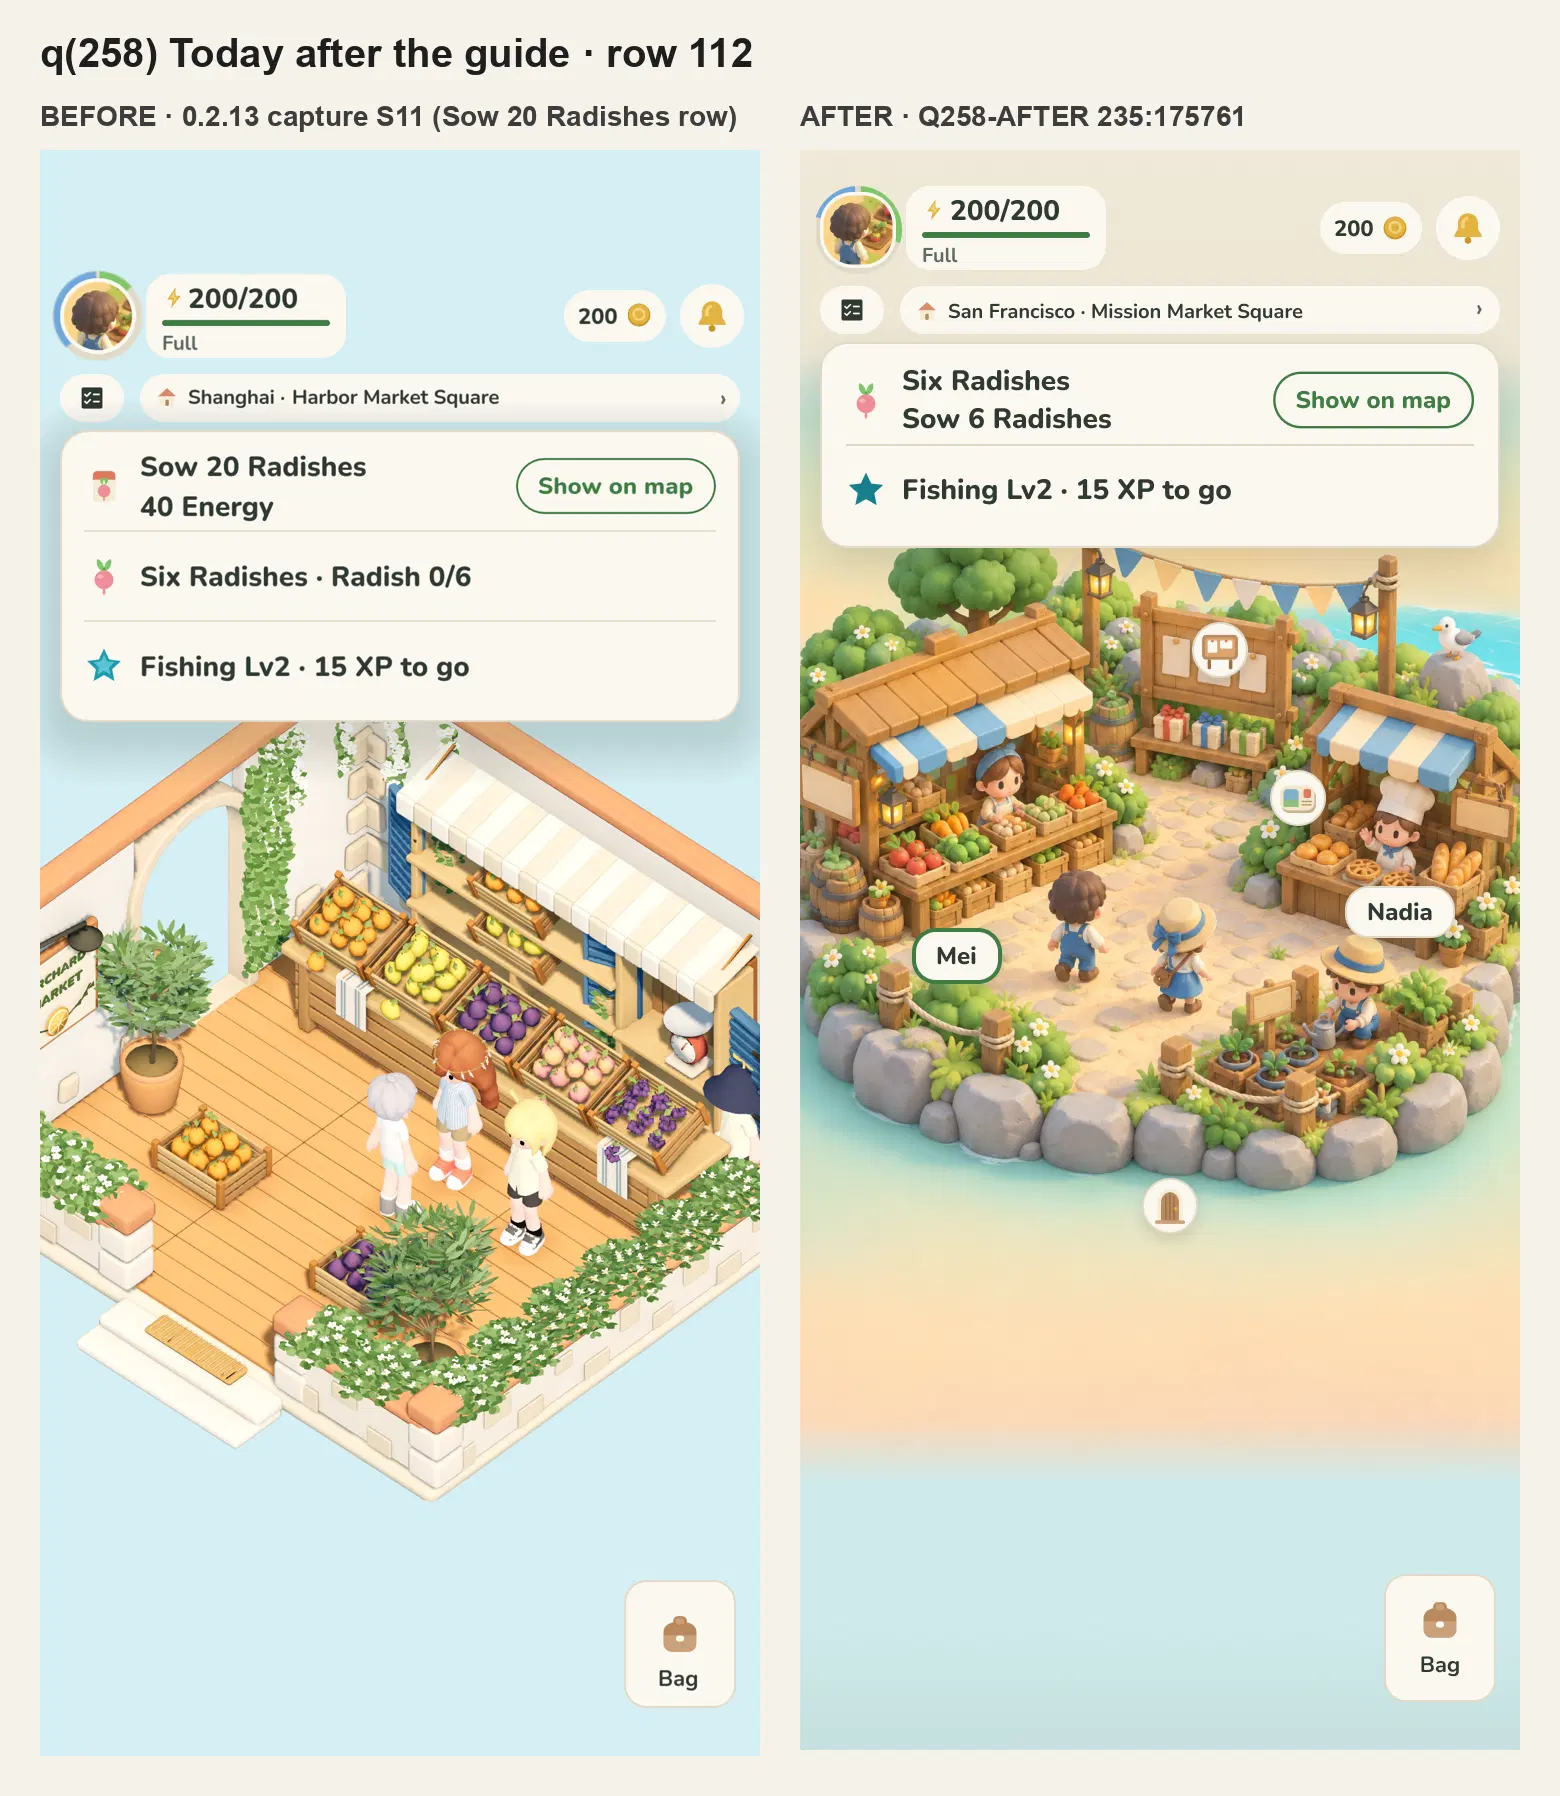 q(258) Today after the guide · row 112
BEFORE · 0.2.13 capture S11 (Sow 20 Radishes row)
200/200
Full
200
Shanghai · Harbor Market Square
Sow 20 Radishes
40 Energy
Show on map
Six Radishes · Radish 0/6
Fishing Lv2 · 15 XP to go
Bag
AFTER · Q258-AFTER 235:175761
200/200
Full
200
San Francisco · Mission Market Square
Six Radishes
Sow 6 Radishes
Show on map
Fishing Lv2 · 15 XP to go
Nadia
Mei
Bag